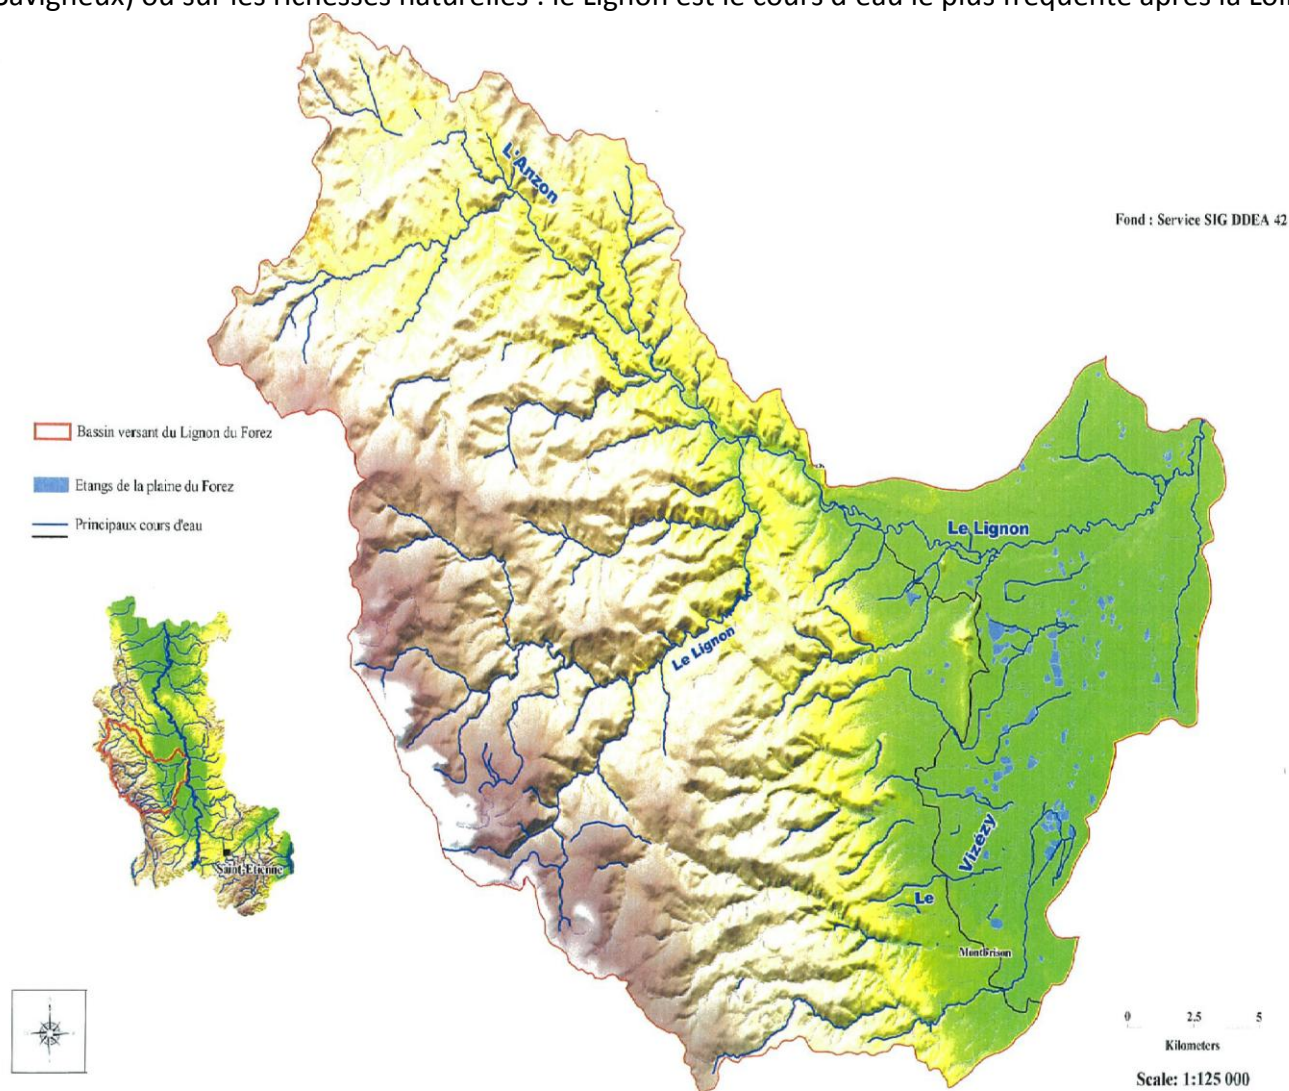 Savigneux) ou sur les richesses naturelles : le Lignon est le cours d'eau le plus fréquenté après la Loire
L'Anzon
Fond : Service SIG DDEA 42
Bassin versant du Lignon du Forez
Etangs de la plaine du Forez
Principaux cours d'eau
Le Lignon
Le Lignon
Saint-Etienne
Le Vizézy
Montbrison
0 2.5 5
Kilometers
Scale: 1:125 000